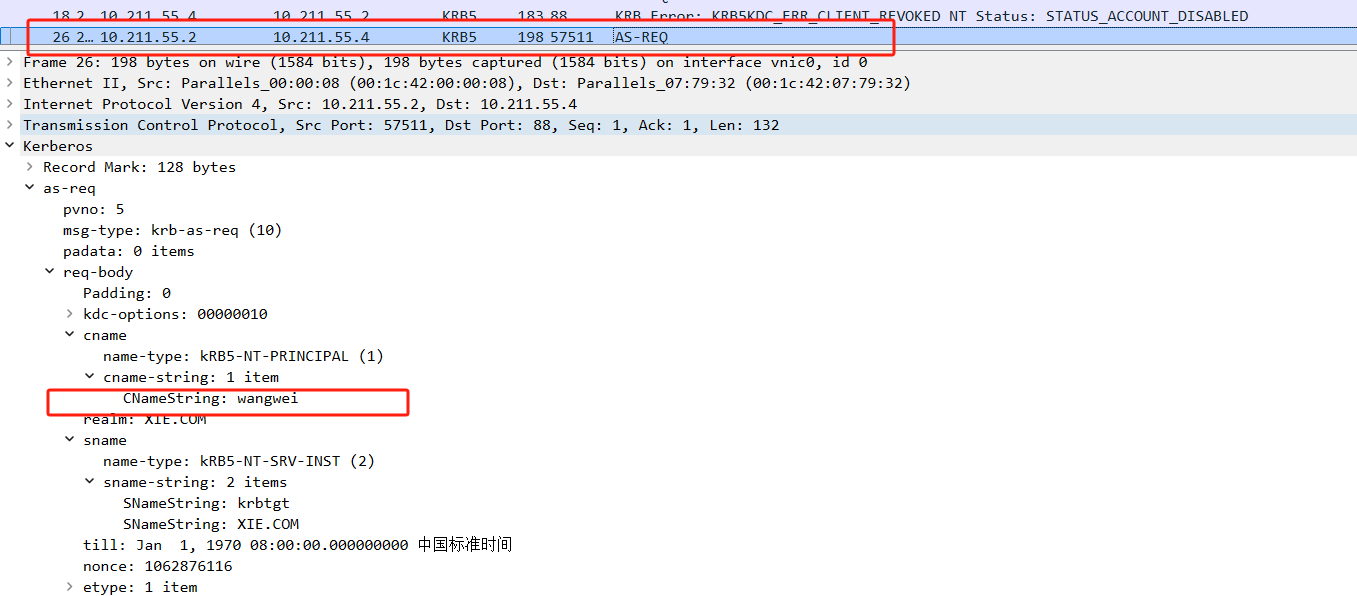 18 2... 10.211.55.4 10.211.55.2 KRB5 183 88 KRB Error: KRB5KDC_ERR_CLIENT_REVOKED NT Status: STATUS_ACCOUNT_DISABLED
26 2… 10.211.55.2 10.211.55.4 KRB5 198 57511 AS-REQ
Frame 26: 198 bytes on wire (1584 bits), 198 bytes captured (1584 bits) on interface vnic0, id 0
Ethernet II, Src: Parallels_00:00:08 (00:1c:42:00:00:08), Dst: Parallels_07:79:32 (00:1c:42:07:79:32)
Internet Protocol Version 4, Src: 10.211.55.2, Dst: 10.211.55.4
Transmission Control Protocol, Src Port: 57511, Dst Port: 88, Seq: 1, Ack: 1, Len: 132
Kerberos
Record Mark: 128 bytes
as-req
pvno: 5
msg-type: krb-as-req (10)
padata: 0 items
req-body
Padding: 0
kdc-options: 00000010
cname
name-type: kRB5-NT-PRINCIPAL (1)
cname-string: 1 item
CNameString: wangwei
realm: XIE.COM
sname
name-type: kRB5-NT-SRV-INST (2)
sname-string: 2 items
SNameString: krbtgt
SNameString: XIE.COM
till: Jan  1, 1970 08:00:00.000000000 中国标准时间
nonce: 1062876116
etype: 1 item